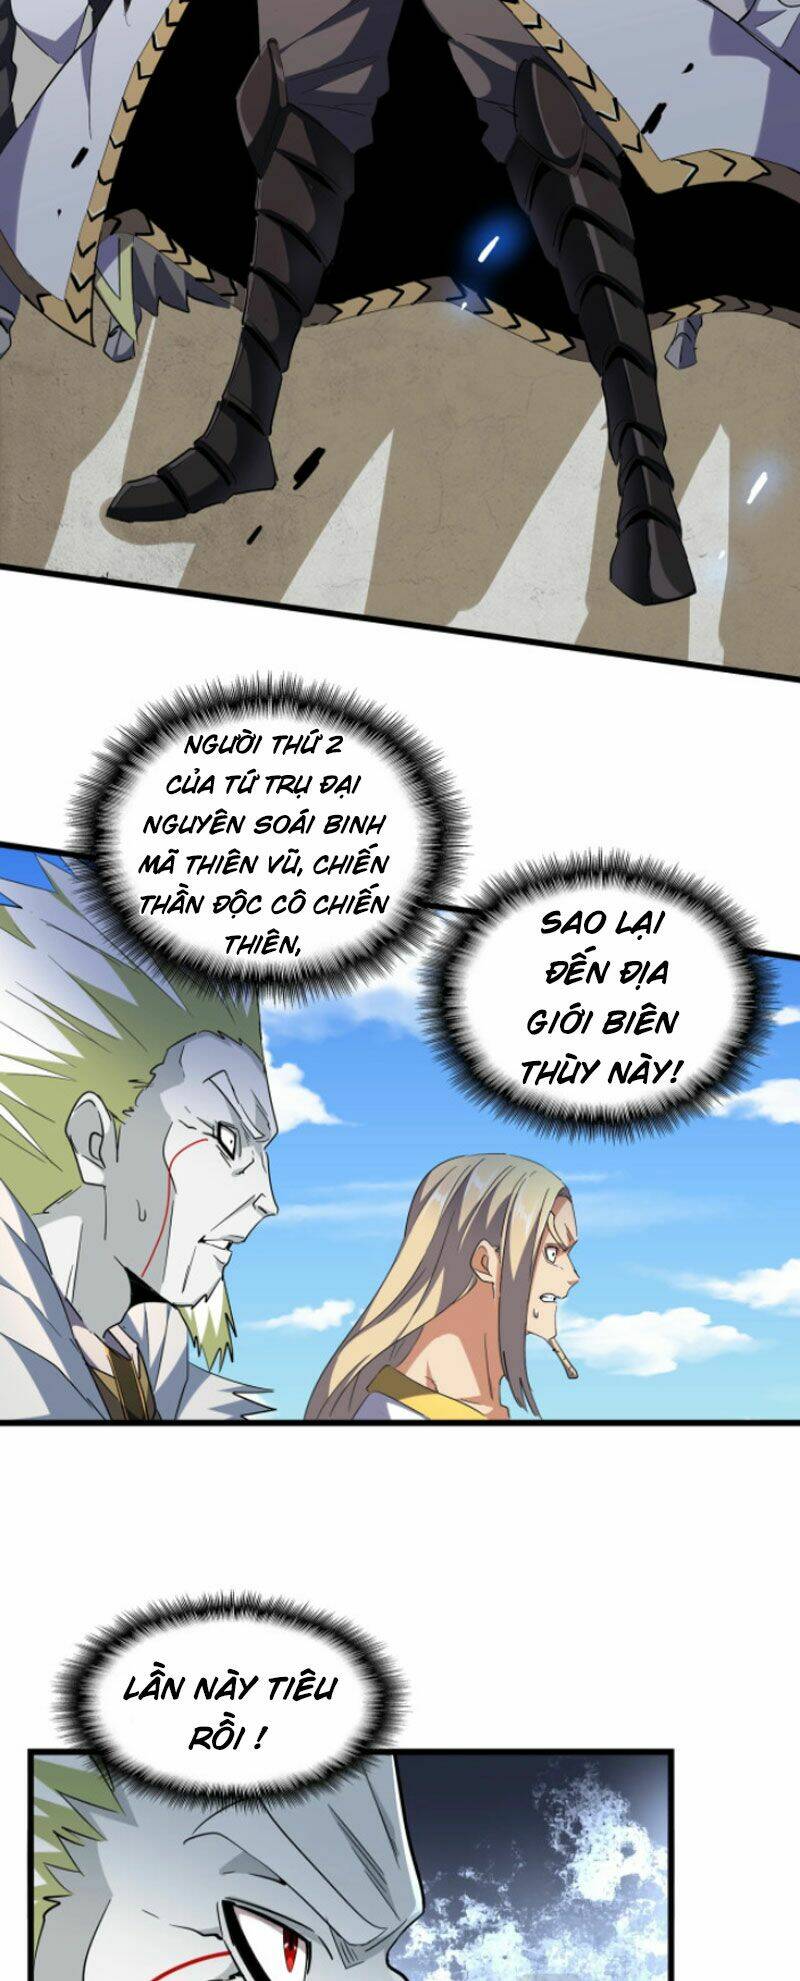 NGƯỜI THỨ 2
CỦA TỨ TRỤ ĐẠI
NGUYÊN SOÁI BINH
MÃ THIÊN VŨ, CHIẾN
THẦN ĐỘC CÔ CHIẾN
THIÊN,
SAO LẠI
ĐẾN ĐỊA
GIỚI BIÊN
THÙY NÀY!
LẦN NÀY TIÊU
RỒI !